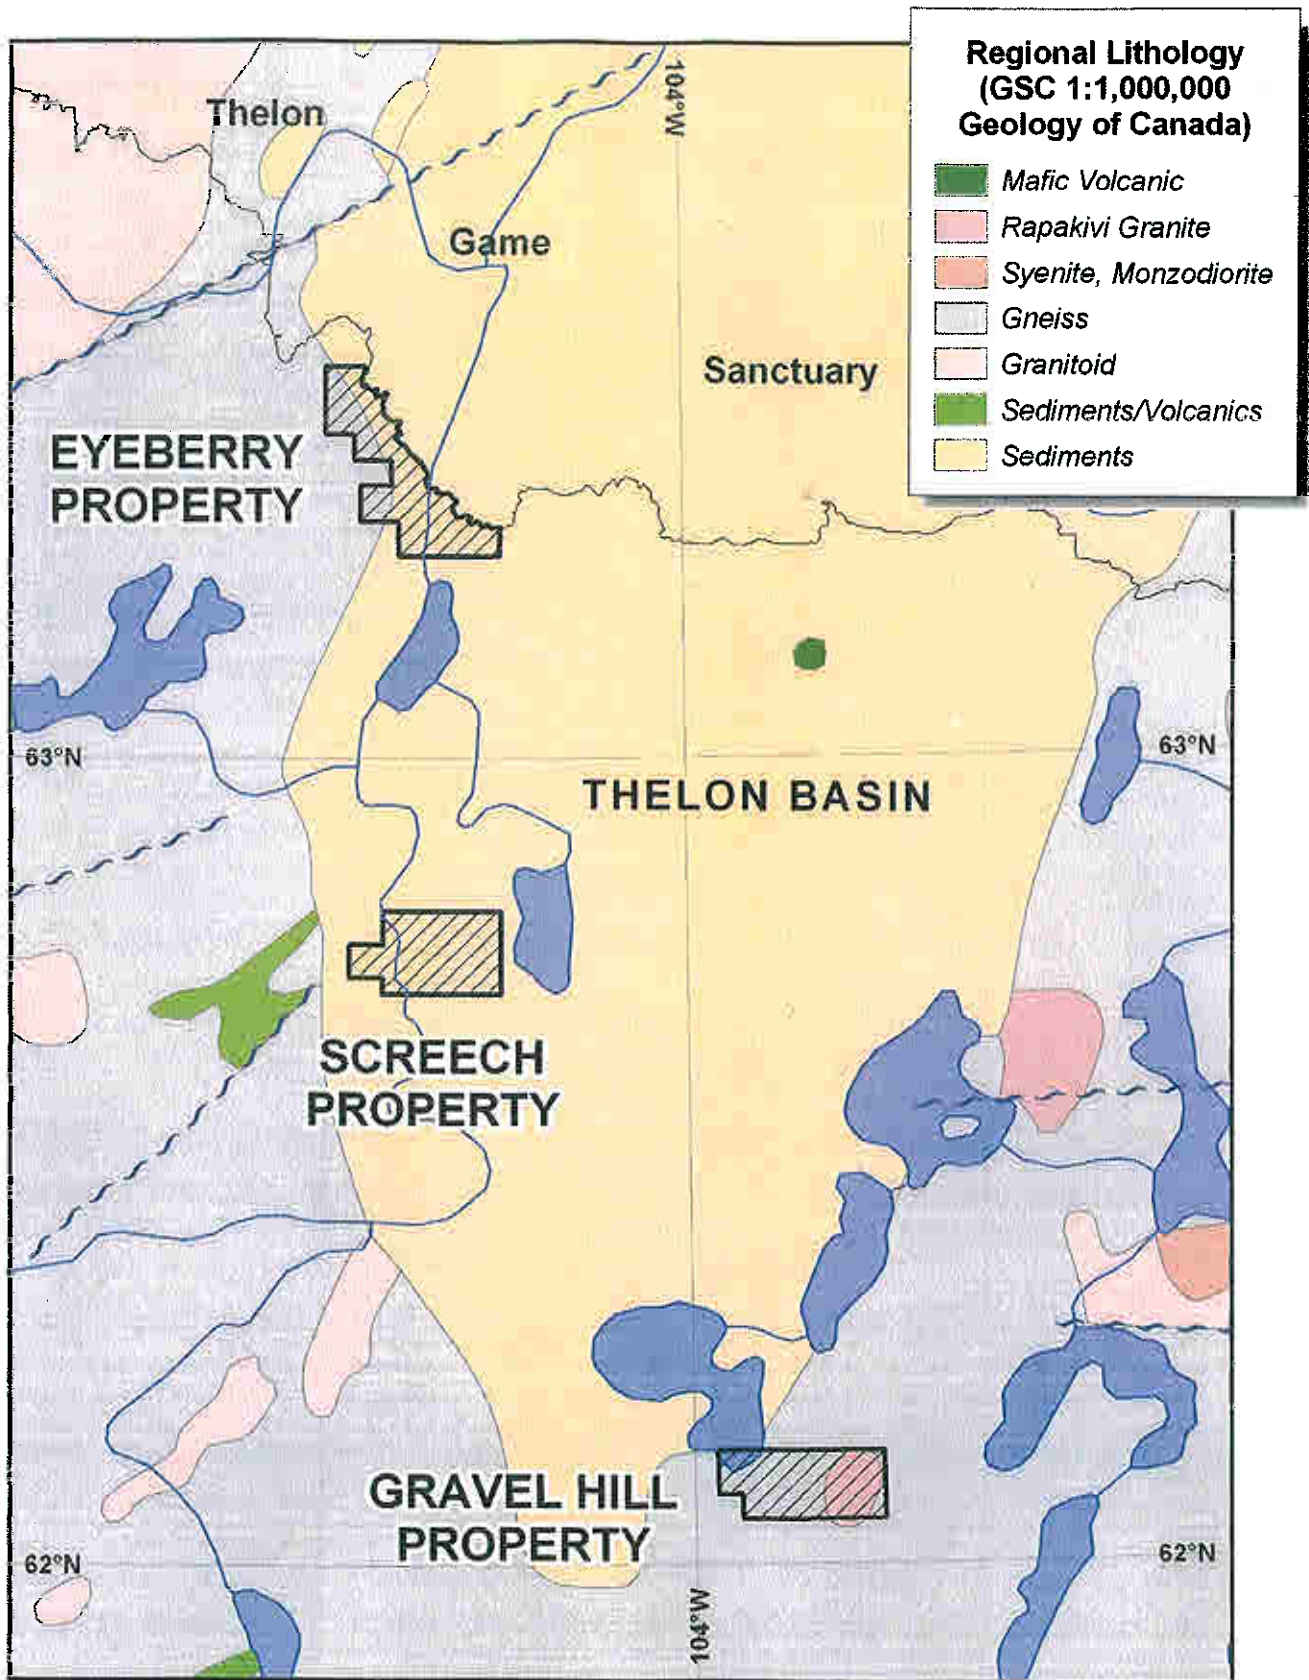 Regional Lithology
(GSC 1:1,000,000
Geology of Canada)
Mafic Volcanic
Rapakivi Granite
Syenite, Monzodiorite
Gneiss
Granitoid
Sediments/Volcanics
Sediments
104°W
Thelon
Game
Sanctuary
EYEBERRY
PROPERTY
63°N
63°N
THELON BASIN
SCREECH
PROPERTY
GRAVEL HILL
PROPERTY
62°N
62°N
104°W